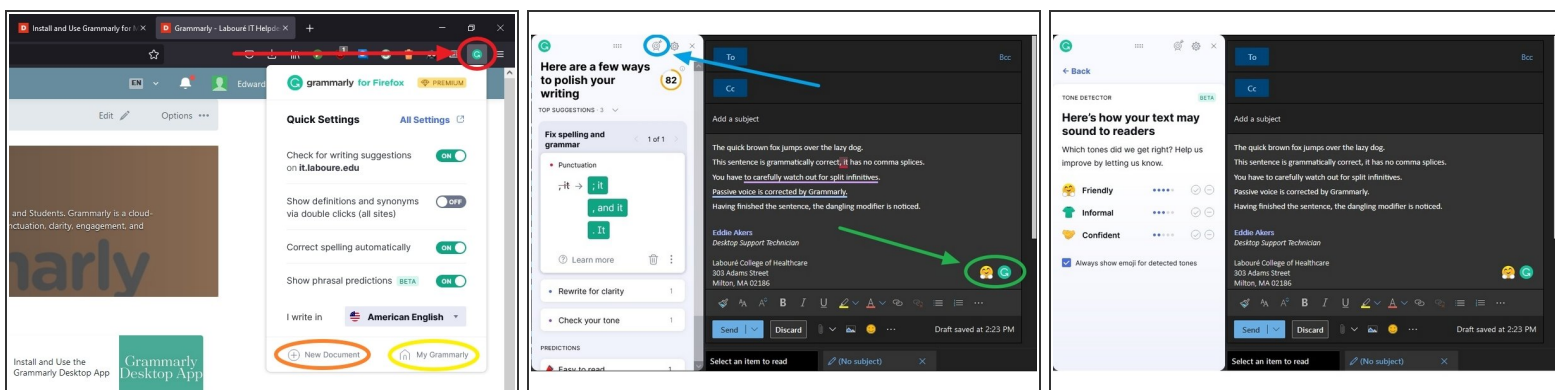 Install and Use Grammarly for
Grammarly - Labouré IT Helpde
EN
Edward
grammarly for Firefox
PREMIUM
Edit
Options
Quick Settings
All Settings
Check for writing suggestions
on it.laboure.edu
ON
Show definitions and synonyms
via double clicks (all sites)
OFF
and Students. Grammarly is a cloud-
nctuation, clarity, engagement, and
narly
Correct spelling automatically
ON
Show phrasal predictions BETA
ON
I write in
American English
New Document
My Grammarly
Install and Use the
Grammarly Desktop App
Grammarly
Desktop App
Here are a few ways
to polish your
writing
82
TOP SUGGESTIONS · 3
Fix spelling and
grammar
1 of 1
Punctuation
, it → ; it
, and it
. It
Learn more
Rewrite for clarity 1
Check your tone 1
PREDICTIONS
Easy to read 1
To
Bcc
Cc
Add a subject
The quick brown fox jumps over the lazy dog.
This sentence is grammatically correct, it has no comma splices.
You have to carefully watch out for split infinitives.
Passive voice is corrected by Grammarly.
Having finished the sentence, the dangling modifier is noticed.
Eddie Akers
Desktop Support Technician
Labouré College of Healthcare
303 Adams Street
Milton, MA 02186
B I U
Send
Discard
Draft saved at 2:23 PM
Select an item to read
(No subject)
← Back
TONE DETECTOR
BETA
Here's how your text may
sound to readers
Which tones did we get right? Help us
improve by letting us know.
Friendly
Informal
Confident
Always show emoji for detected tones
To
Bcc
Cc
Add a subject
The quick brown fox jumps over the lazy dog.
This sentence is grammatically correct, it has no comma splices.
You have to carefully watch out for split infinitives.
Passive voice is corrected by Grammarly.
Having finished the sentence, the dangling modifier is noticed.
Eddie Akers
Desktop Support Technician
Labouré College of Healthcare
303 Adams Street
Milton, MA 02186
B I U
Send
Discard
Draft saved at 2:23 PM
Select an item to read
(No subject)